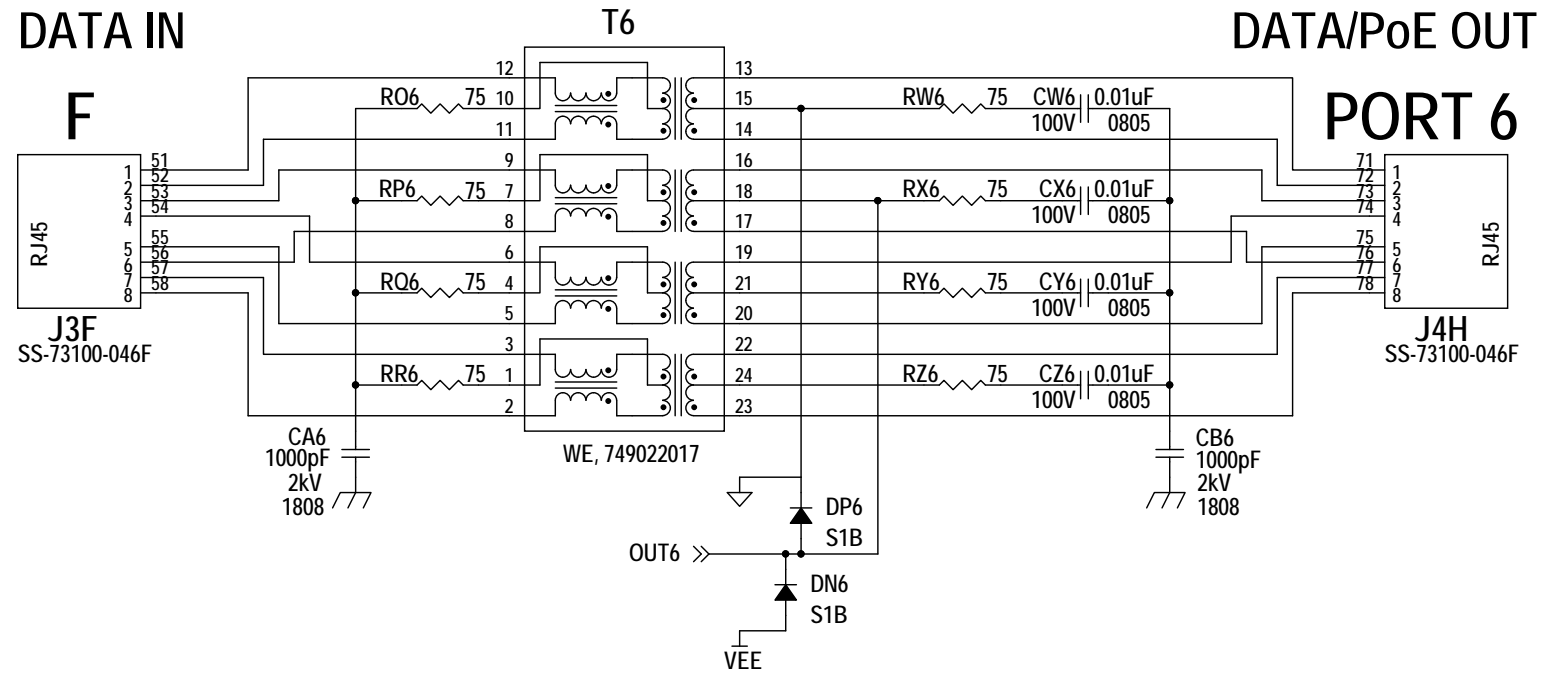 DATA IN
T6
DATA/PoE OUT
F
PORT 6
12
13
RO6 75 10
15 RW6 75 CW6 0.01uF
100V 0805
11
14
51
1
52
2
53
3
54
4
55
5
56
6
57
7
58
8
RJ45
J3F
SS-73100-046F
9
16
RP6 75 7
18 RX6 75 CX6 0.01uF
100V 0805
8
17
6
19
RQ6 75 4
21 RY6 75 CY6 0.01uF
100V 0805
5
20
3
22
RR6 75 1
24 RZ6 75 CZ6 0.01uF
100V 0805
2
23
71
1
72
2
73
3
74
4
75
5
76
6
77
7
78
8
RJ45
J4H
SS-73100-046F
CA6
1000pF
2kV
1808
WE, 749022017
CB6
1000pF
2kV
1808
DP6
S1B
OUT6
DN6
S1B
VEE